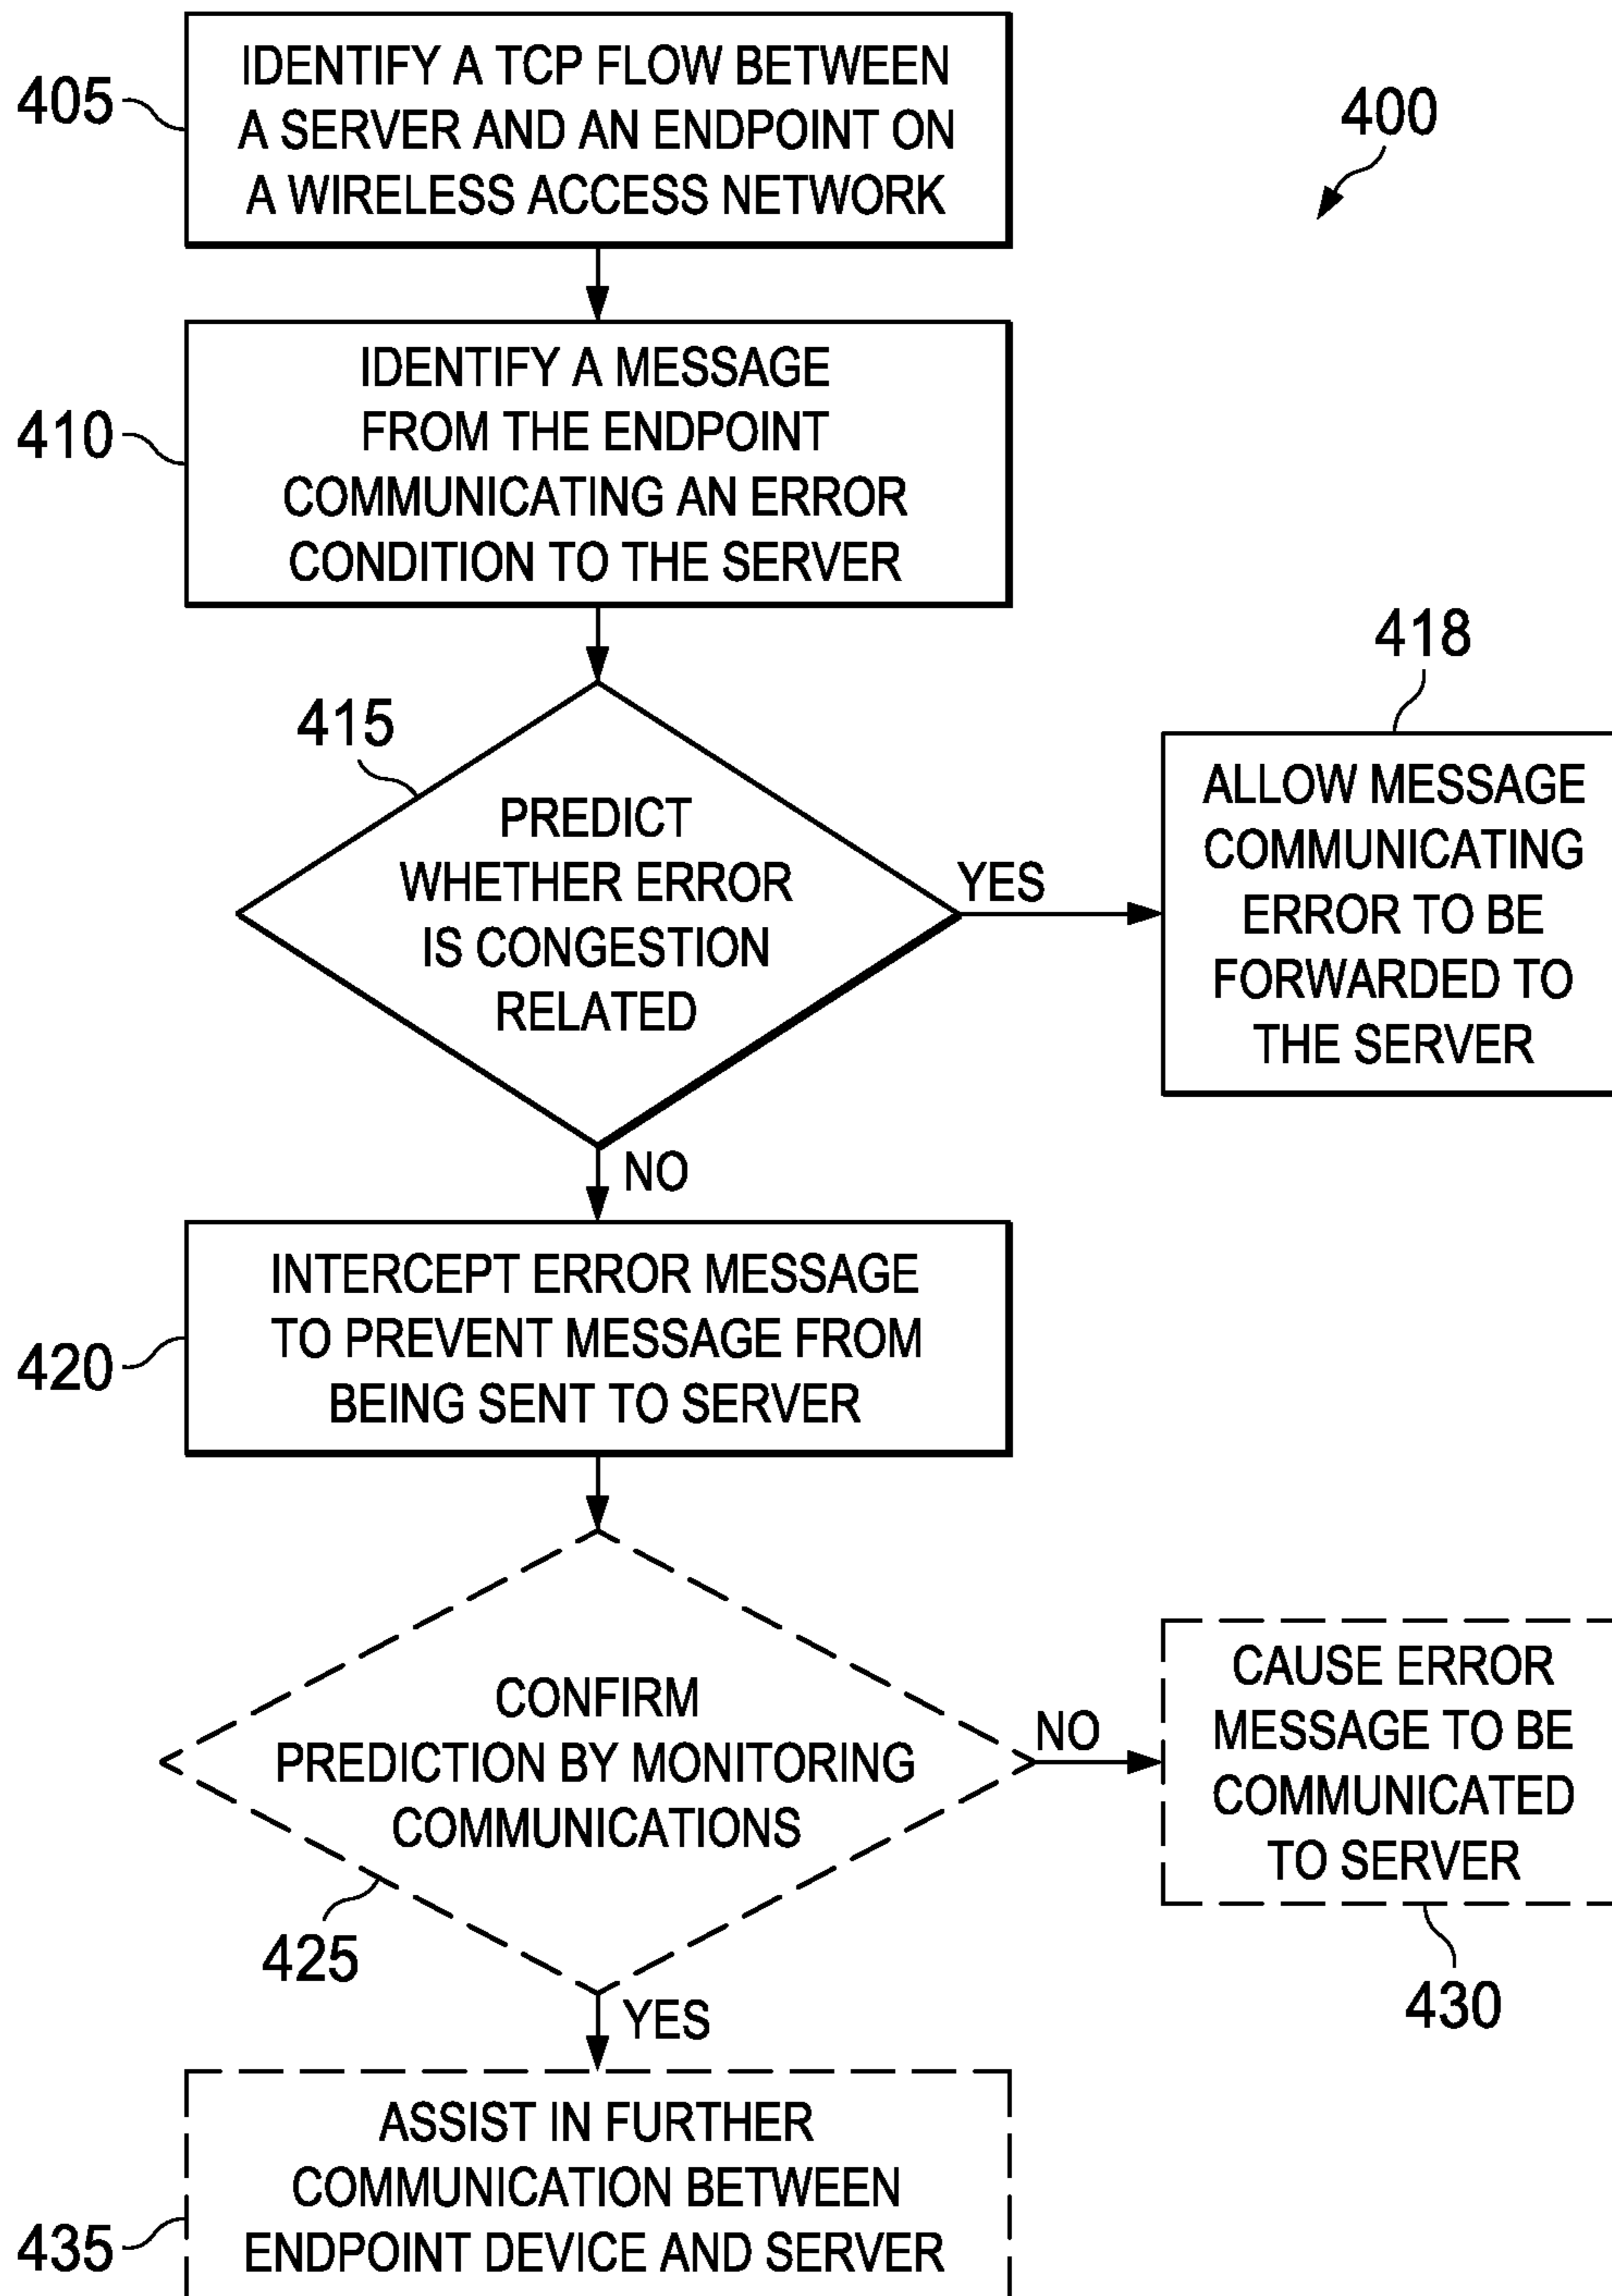 405
IDENTIFY A TCP FLOW BETWEEN
A SERVER AND AN ENDPOINT ON
A WIRELESS ACCESS NETWORK
400
410
IDENTIFY A MESSAGE
FROM THE ENDPOINT
COMMUNICATING AN ERROR
CONDITION TO THE SERVER
415
PREDICT
WHETHER ERROR
IS CONGESTION
RELATED
YES
418
ALLOW MESSAGE
COMMUNICATING
ERROR TO BE
FORWARDED TO
THE SERVER
NO
420
INTERCEPT ERROR MESSAGE
TO PREVENT MESSAGE FROM
BEING SENT TO SERVER
CONFIRM
PREDICTION BY MONITORING
COMMUNICATIONS
425
NO
CAUSE ERROR
MESSAGE TO BE
COMMUNICATED
TO SERVER
430
YES
435
ASSIST IN FURTHER
COMMUNICATION BETWEEN
ENDPOINT DEVICE AND SERVER